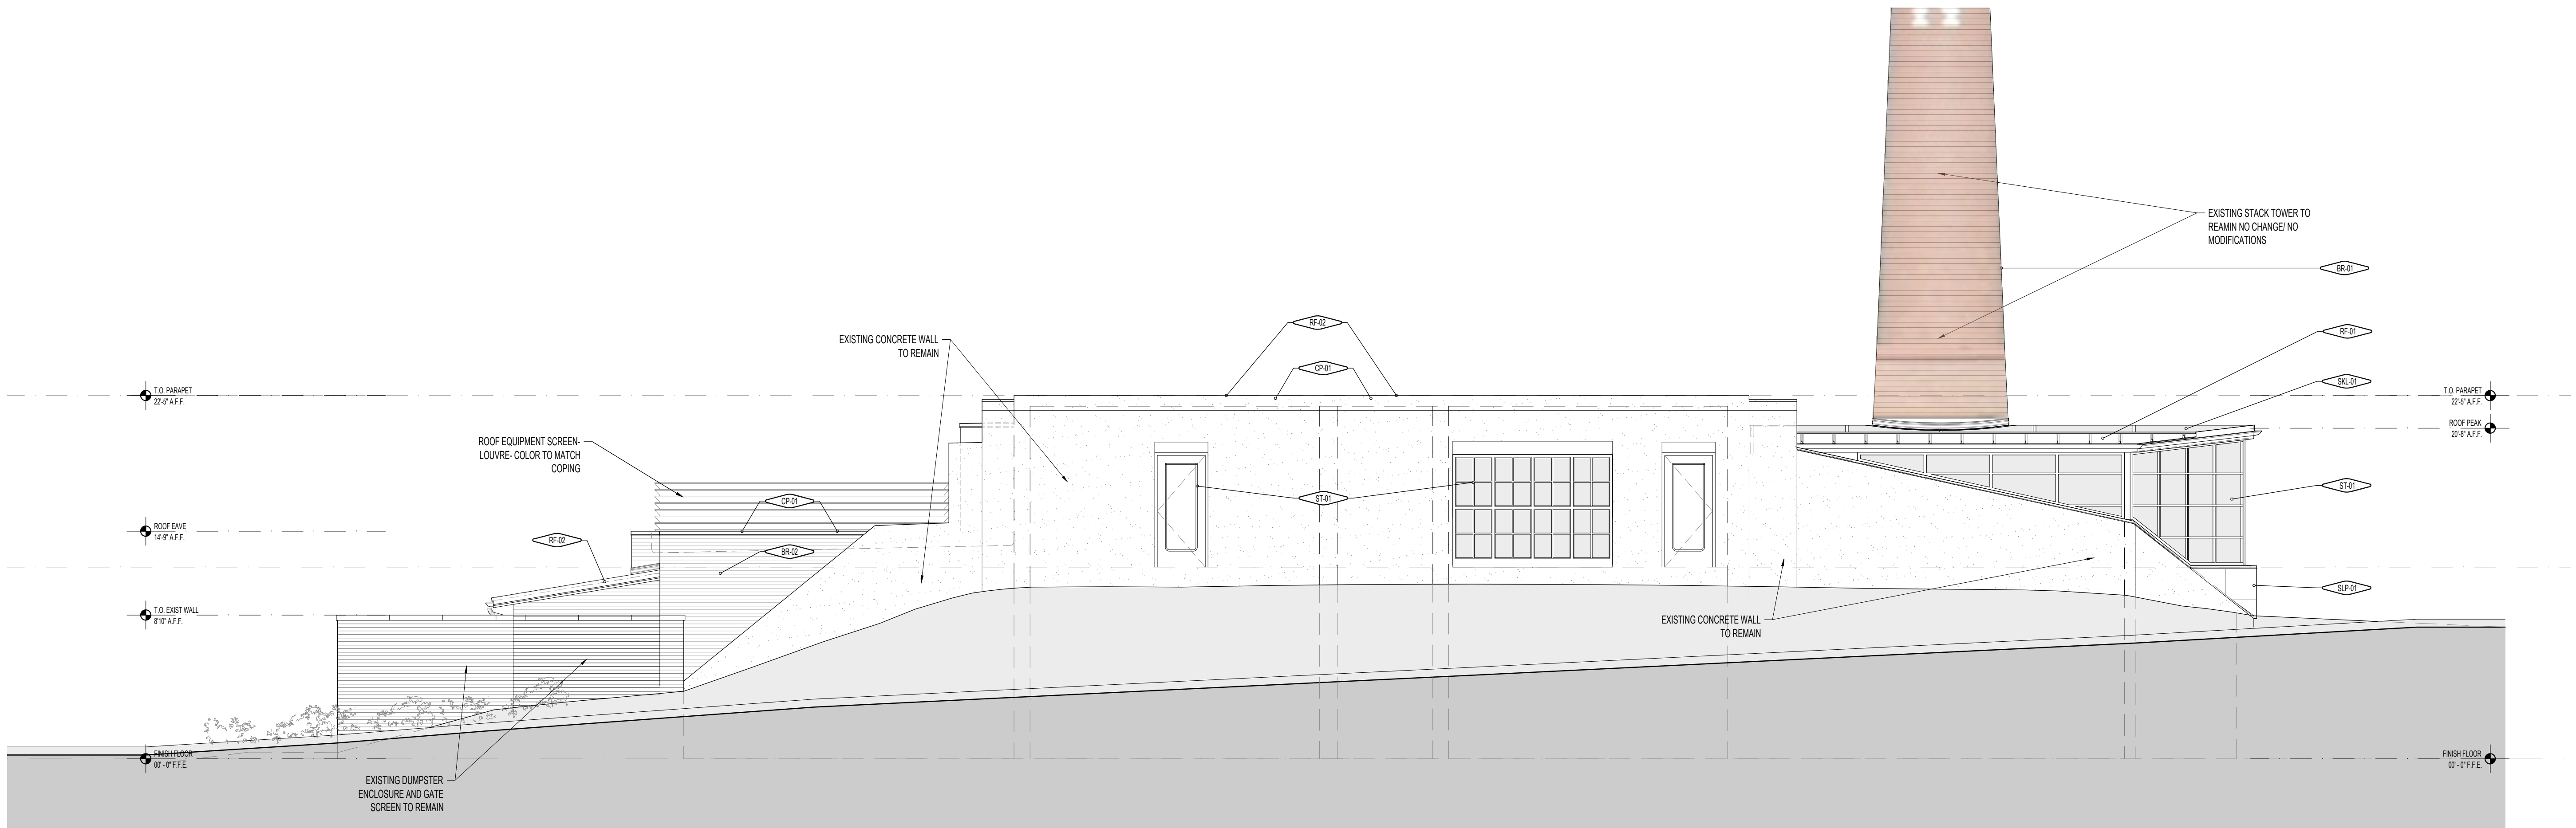 EXISTING STACK TOWER TO
REAMIN NO CHANGE/ NO
MODIFICATIONS
BR-01
RF-02
RF-01
EXISTING CONCRETE WALL
TO REMAIN
CP-01
SKL-01
T.O. PARAPET
22'-5" A.F.F.
T.O. PARAPET
22'-5" A.F.F.
ROOF PEAK
20'-8" A.F.F.
ROOF EQUIPMENT SCREEN-
LOUVRE- COLOR TO MATCH
COPING
CP-01
ST-01
ST-01
ROOF EAVE
14'-9" A.F.F.
RF-02
BR-02
SLP-01
T.O. EXIST WALL
8'10" A.F.F.
EXISTING CONCRETE WALL
TO REMAIN
FINISH FLOOR
00' - 0" F.F.E.
FINISH FLOOR
00' - 0" F.F.E.
EXISTING DUMPSTER
ENCLOSURE AND GATE
SCREEN TO REMAIN